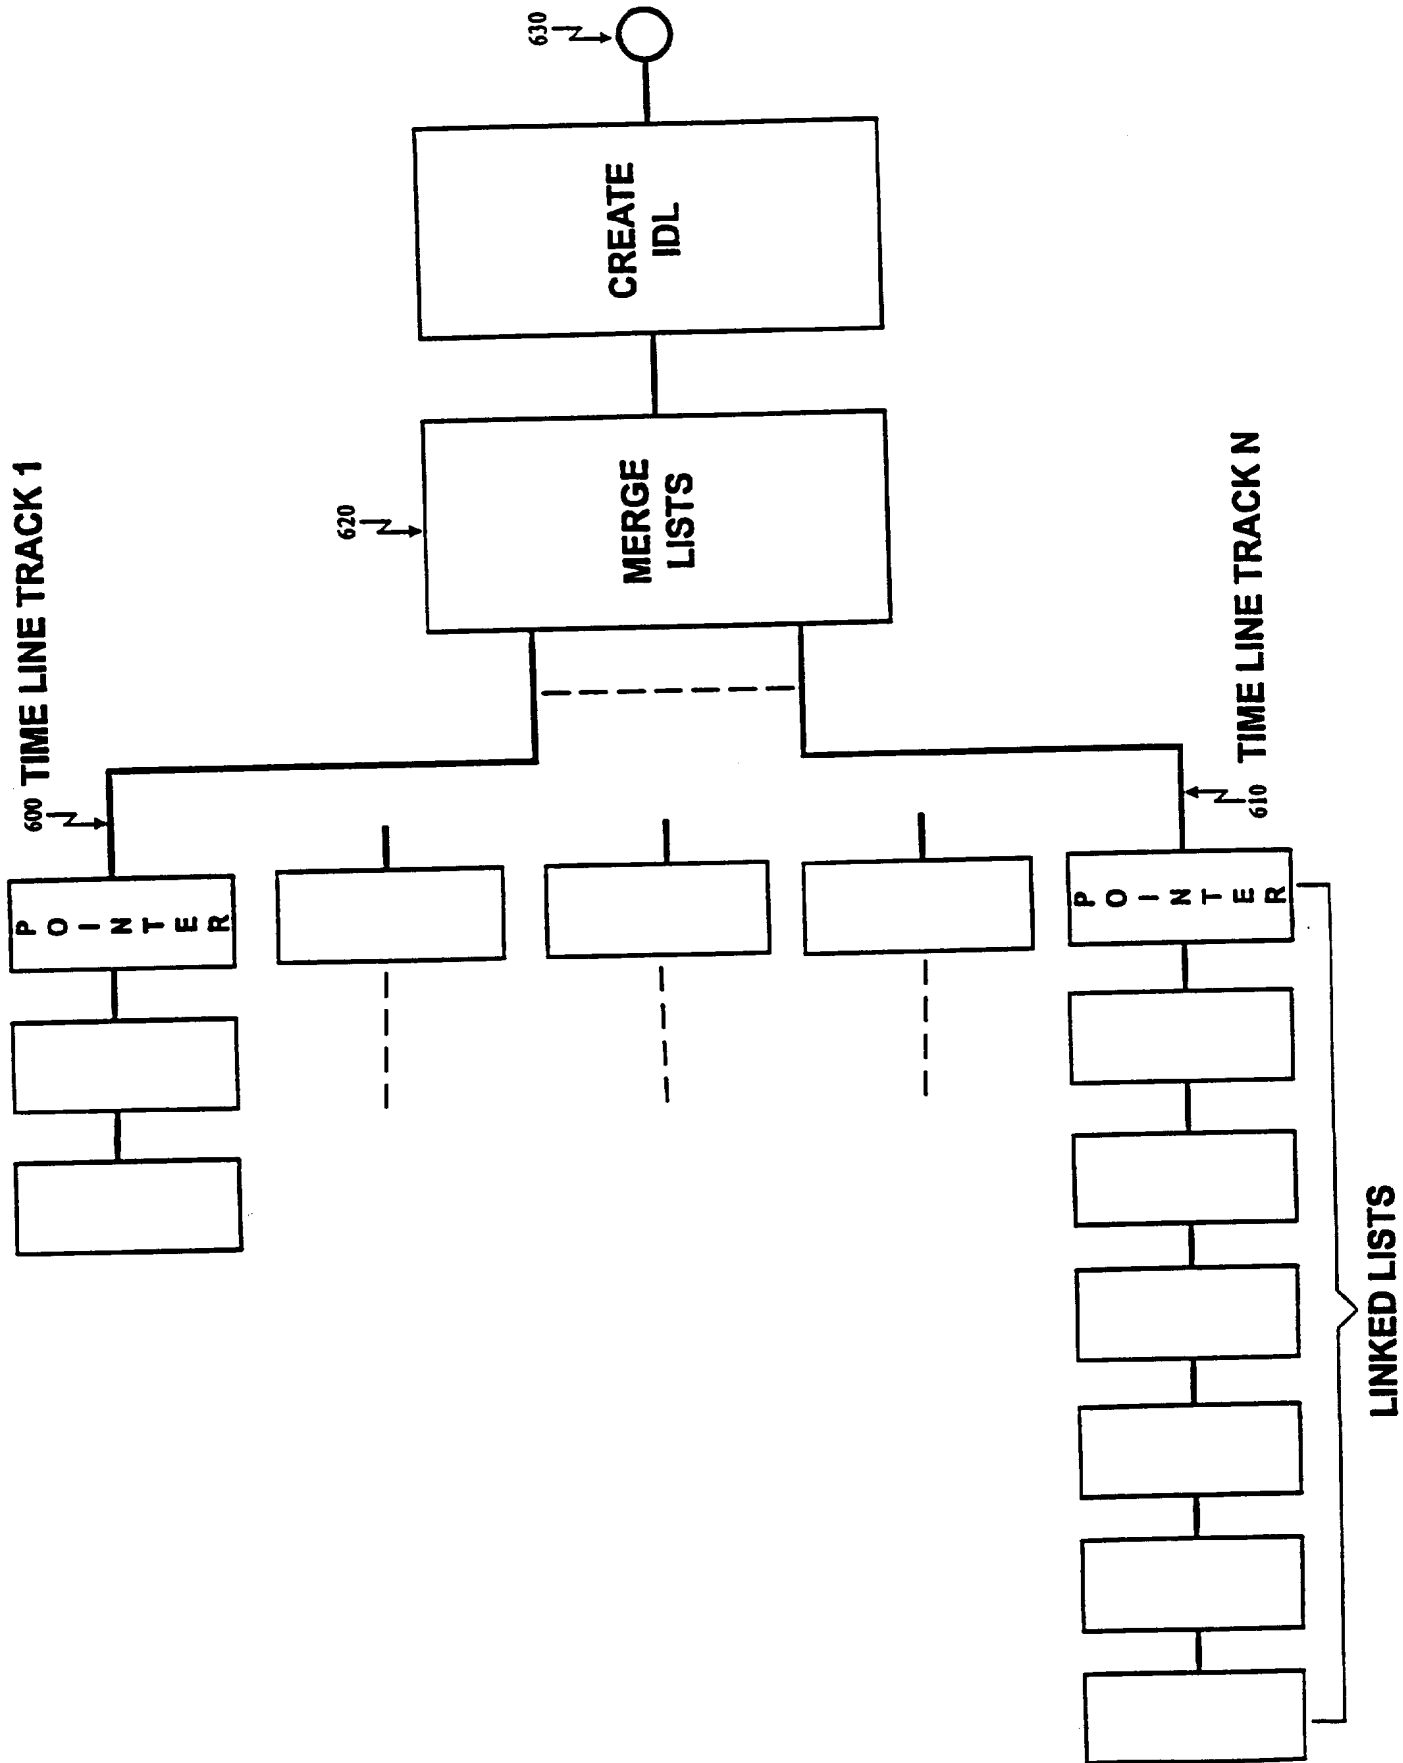 600
TIME LINE TRACK 1
POINTER
620
MERGE
LISTS
CREATE
IDL
630
POINTER
610
TIME LINE TRACK N
LINKED LISTS